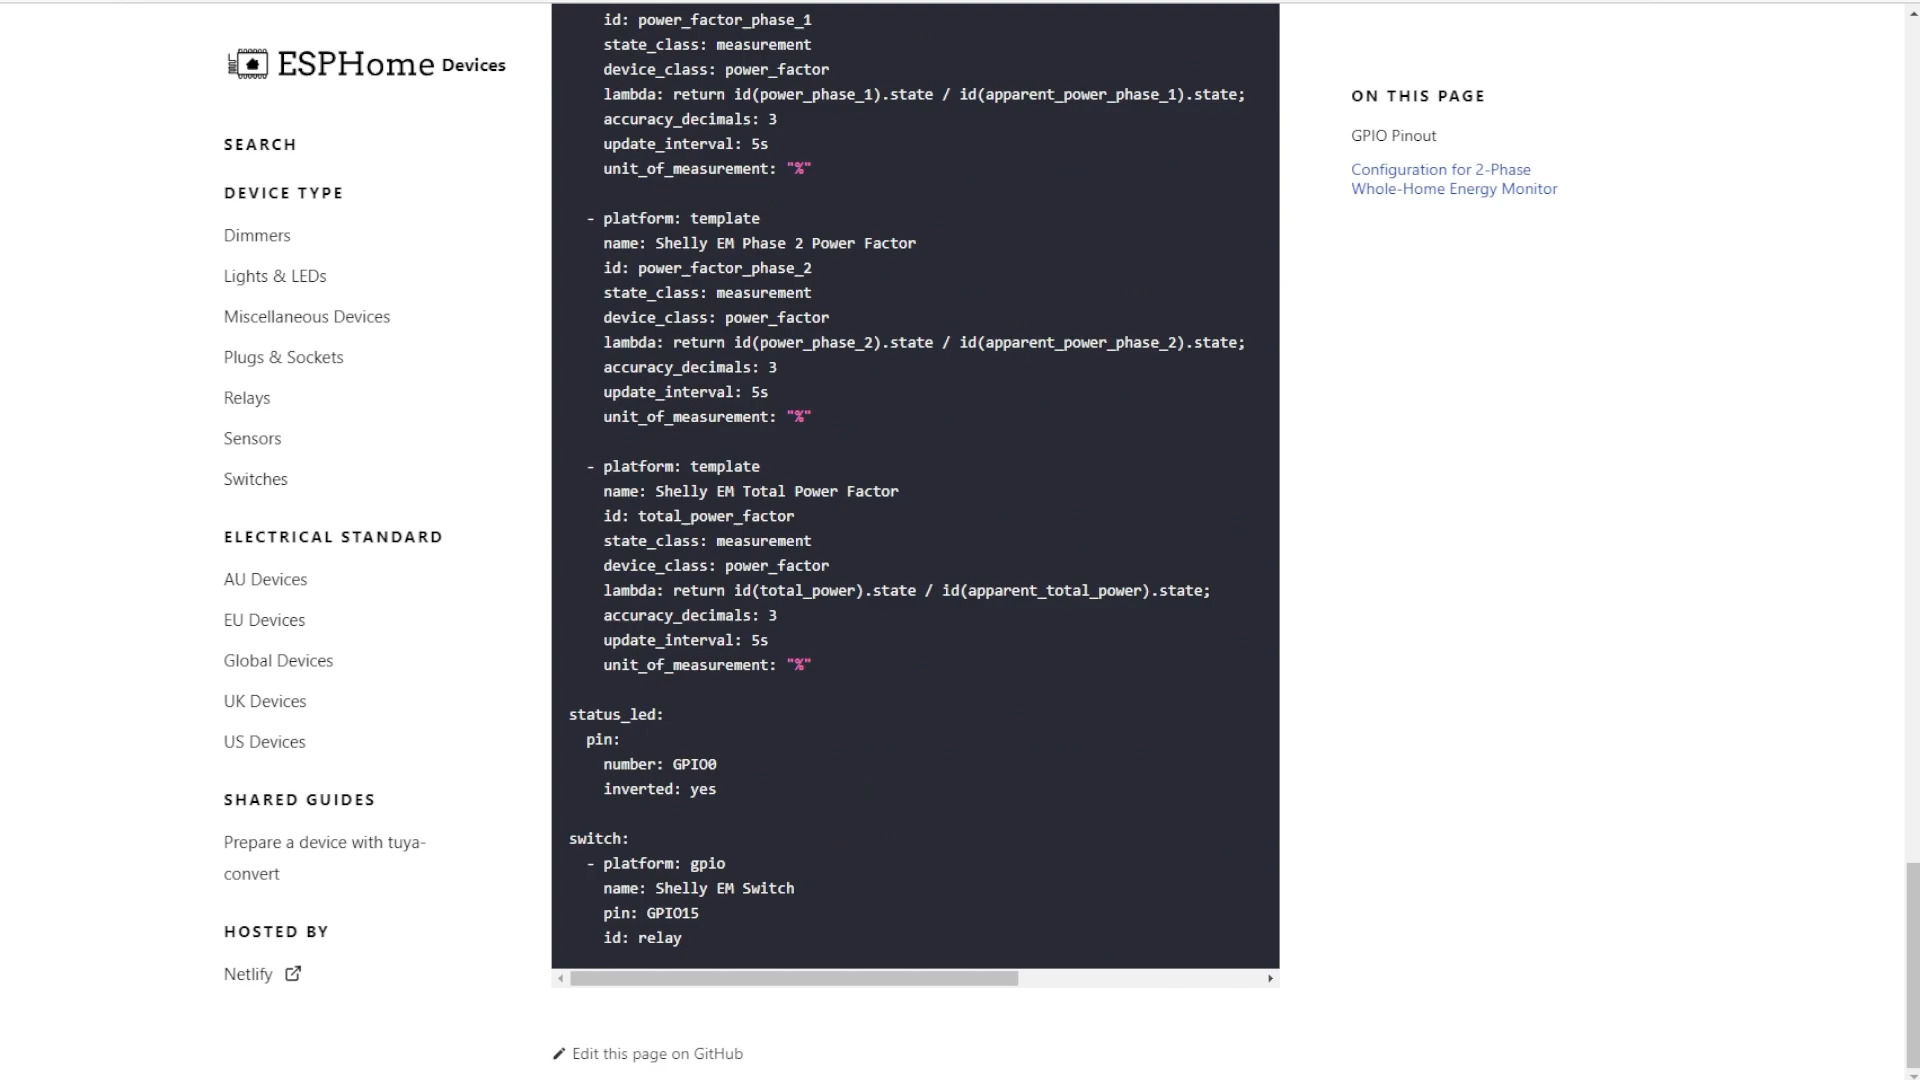 ESPHome Devices
SEARCH
DEVICE TYPE
Dimmers
Lights & LEDs
Miscellaneous Devices
Plugs & Sockets
Relays
Sensors
Switches
ELECTRICAL STANDARD
AU Devices
EU Devices
Global Devices
UK Devices
US Devices
SHARED GUIDES
Prepare a device with tuya-
convert
HOSTED BY
Netlify
id: power_factor_phase_1
state_class: measurement
device_class: power_factor
lambda: return id(power_phase_1).state / id(apparent_power_phase_1).state;
accuracy_decimals: 3
update_interval: 5s
unit_of_measurement: "%"
- platform: template
name: Shelly EM Phase 2 Power Factor
id: power_factor_phase_2
state_class: measurement
device_class: power_factor
lambda: return id(power_phase_2).state / id(apparent_power_phase_2).state;
accuracy_decimals: 3
update_interval: 5s
unit_of_measurement: "%"
- platform: template
name: Shelly EM Total Power Factor
id: total_power_factor
state_class: measurement
device_class: power_factor
lambda: return id(total_power).state / id(apparent_total_power).state;
accuracy_decimals: 3
update_interval: 5s
unit_of_measurement: "%"
status_led:
pin:
number: GPIO0
inverted: yes
switch:
- platform: gpio
name: Shelly EM Switch
pin: GPIO15
id: relay
Edit this page on GitHub
ON THIS PAGE
GPIO Pinout
Configuration for 2-Phase
Whole-Home Energy Monitor